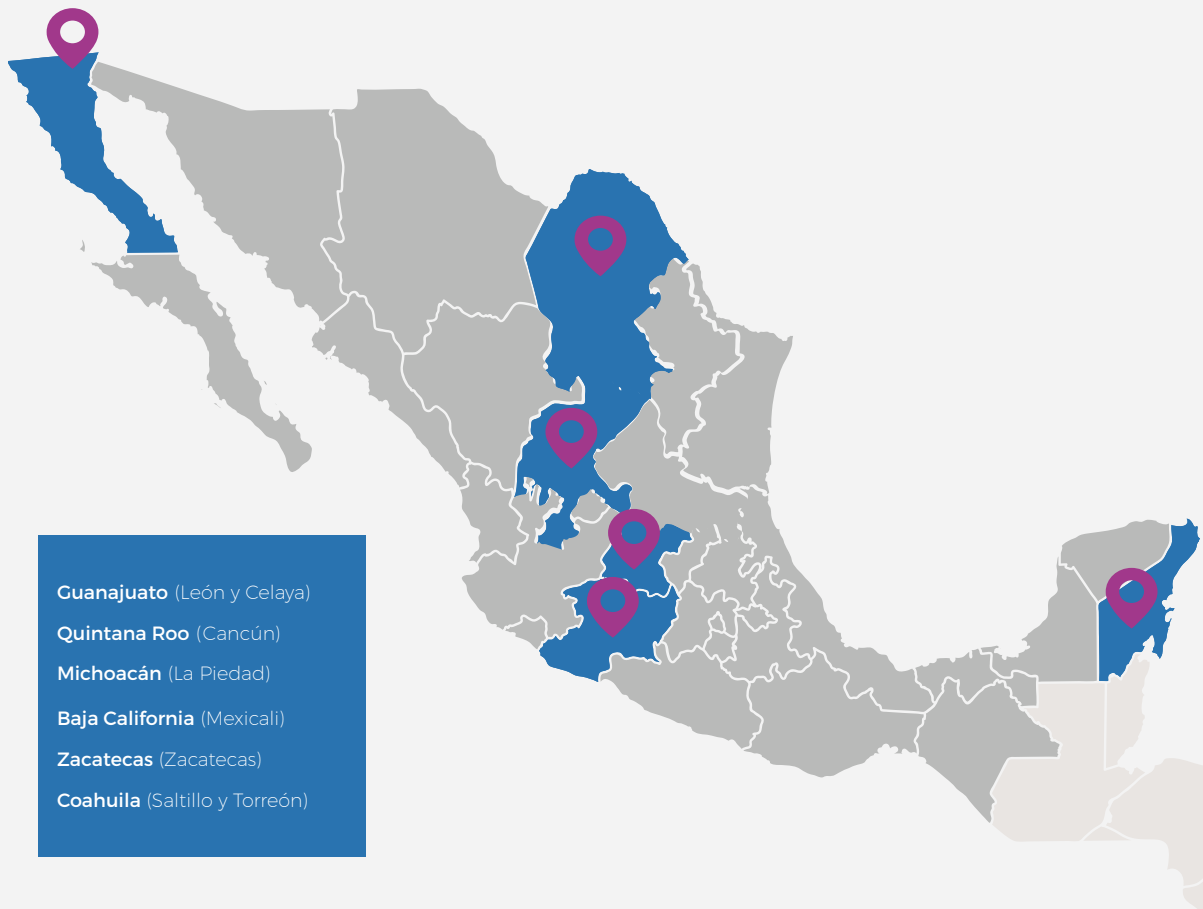 Guanajuato (León y Celaya)
Quintana Roo (Cancún)
Michoacán (La Piedad)
Baja California (Mexicali)
Zacatecas (Zacatecas)
Coahuila (Saltillo y Torreón)